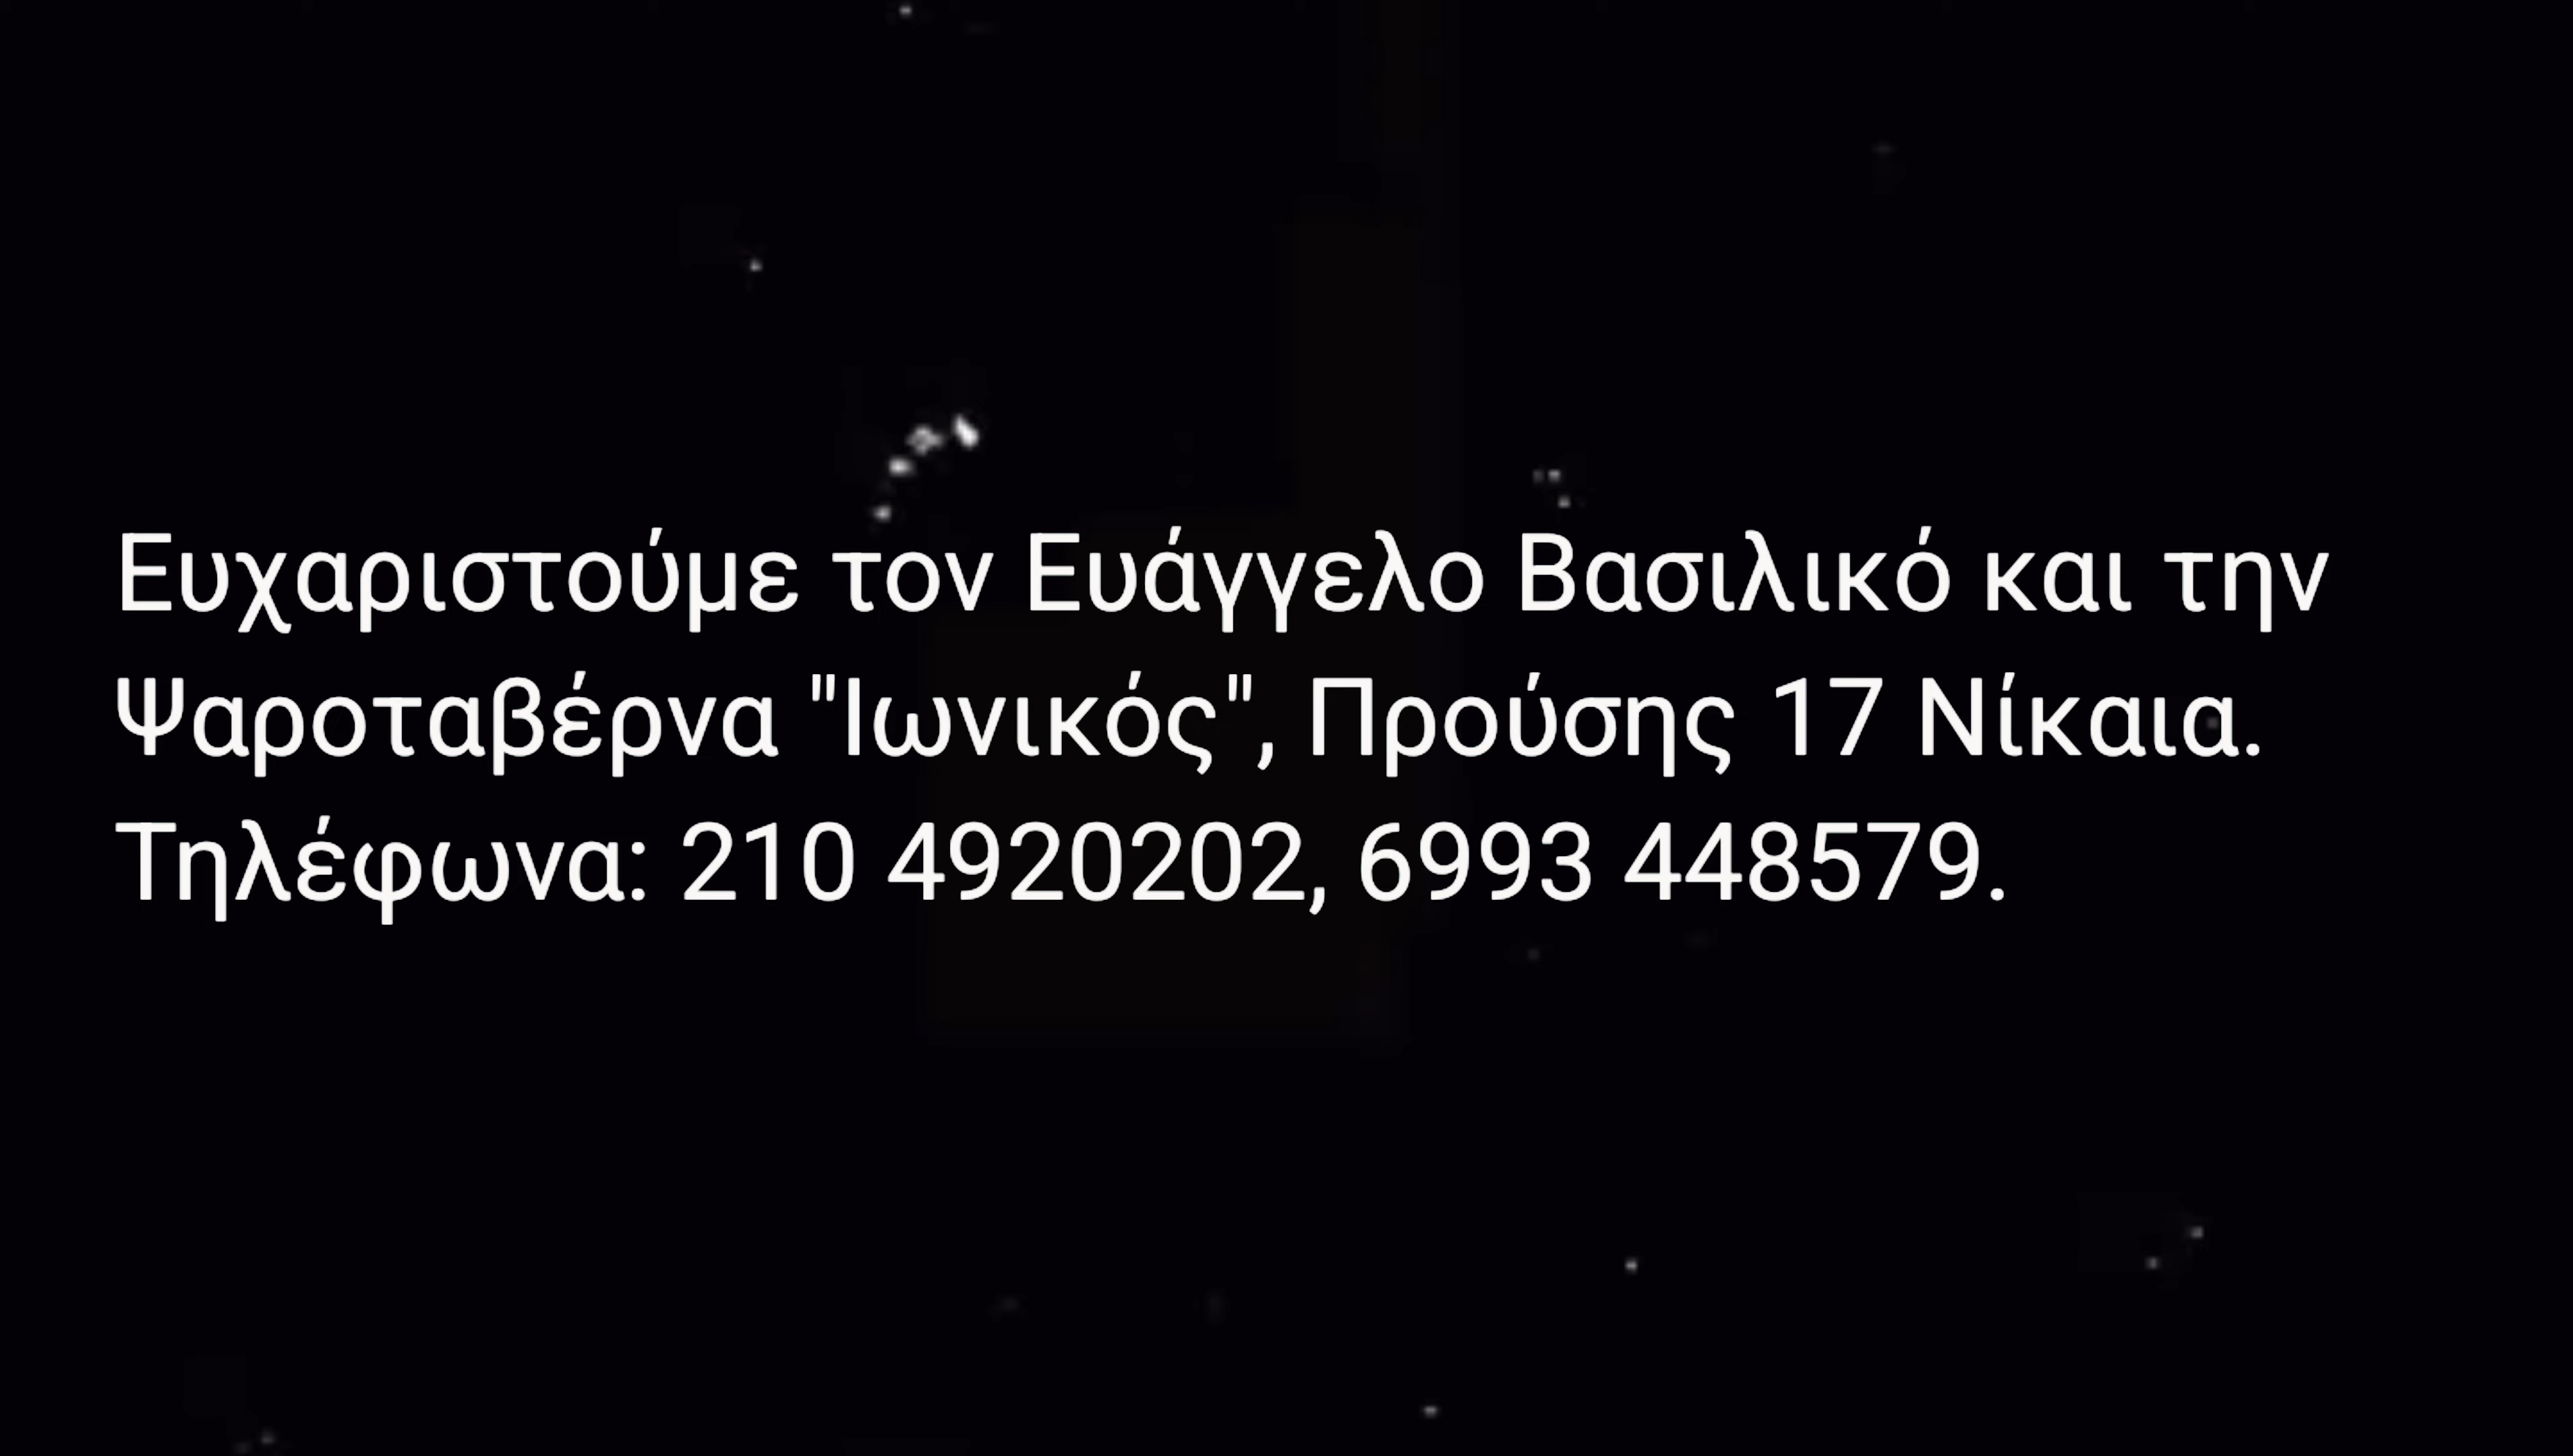 Ευχαριστούμε τον Ευάγγελο Βασιλικό και την
Ψαροταβέρνα "Ιωνικός", Προύσης 17 Νίκαια.
Τηλέφωνα: 210 4920202, 6993 448579.